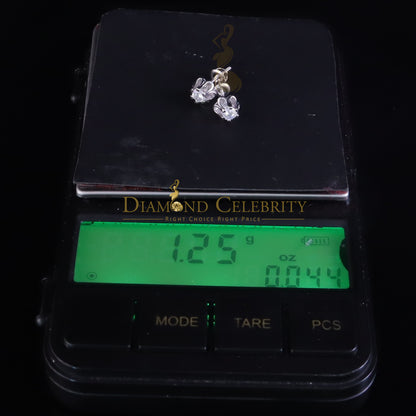 DIAMOND CELEBRITY
RIGHT CHOICE RIGHT PRICE
1.25 g
oz
0.044
MODE TARE PCS